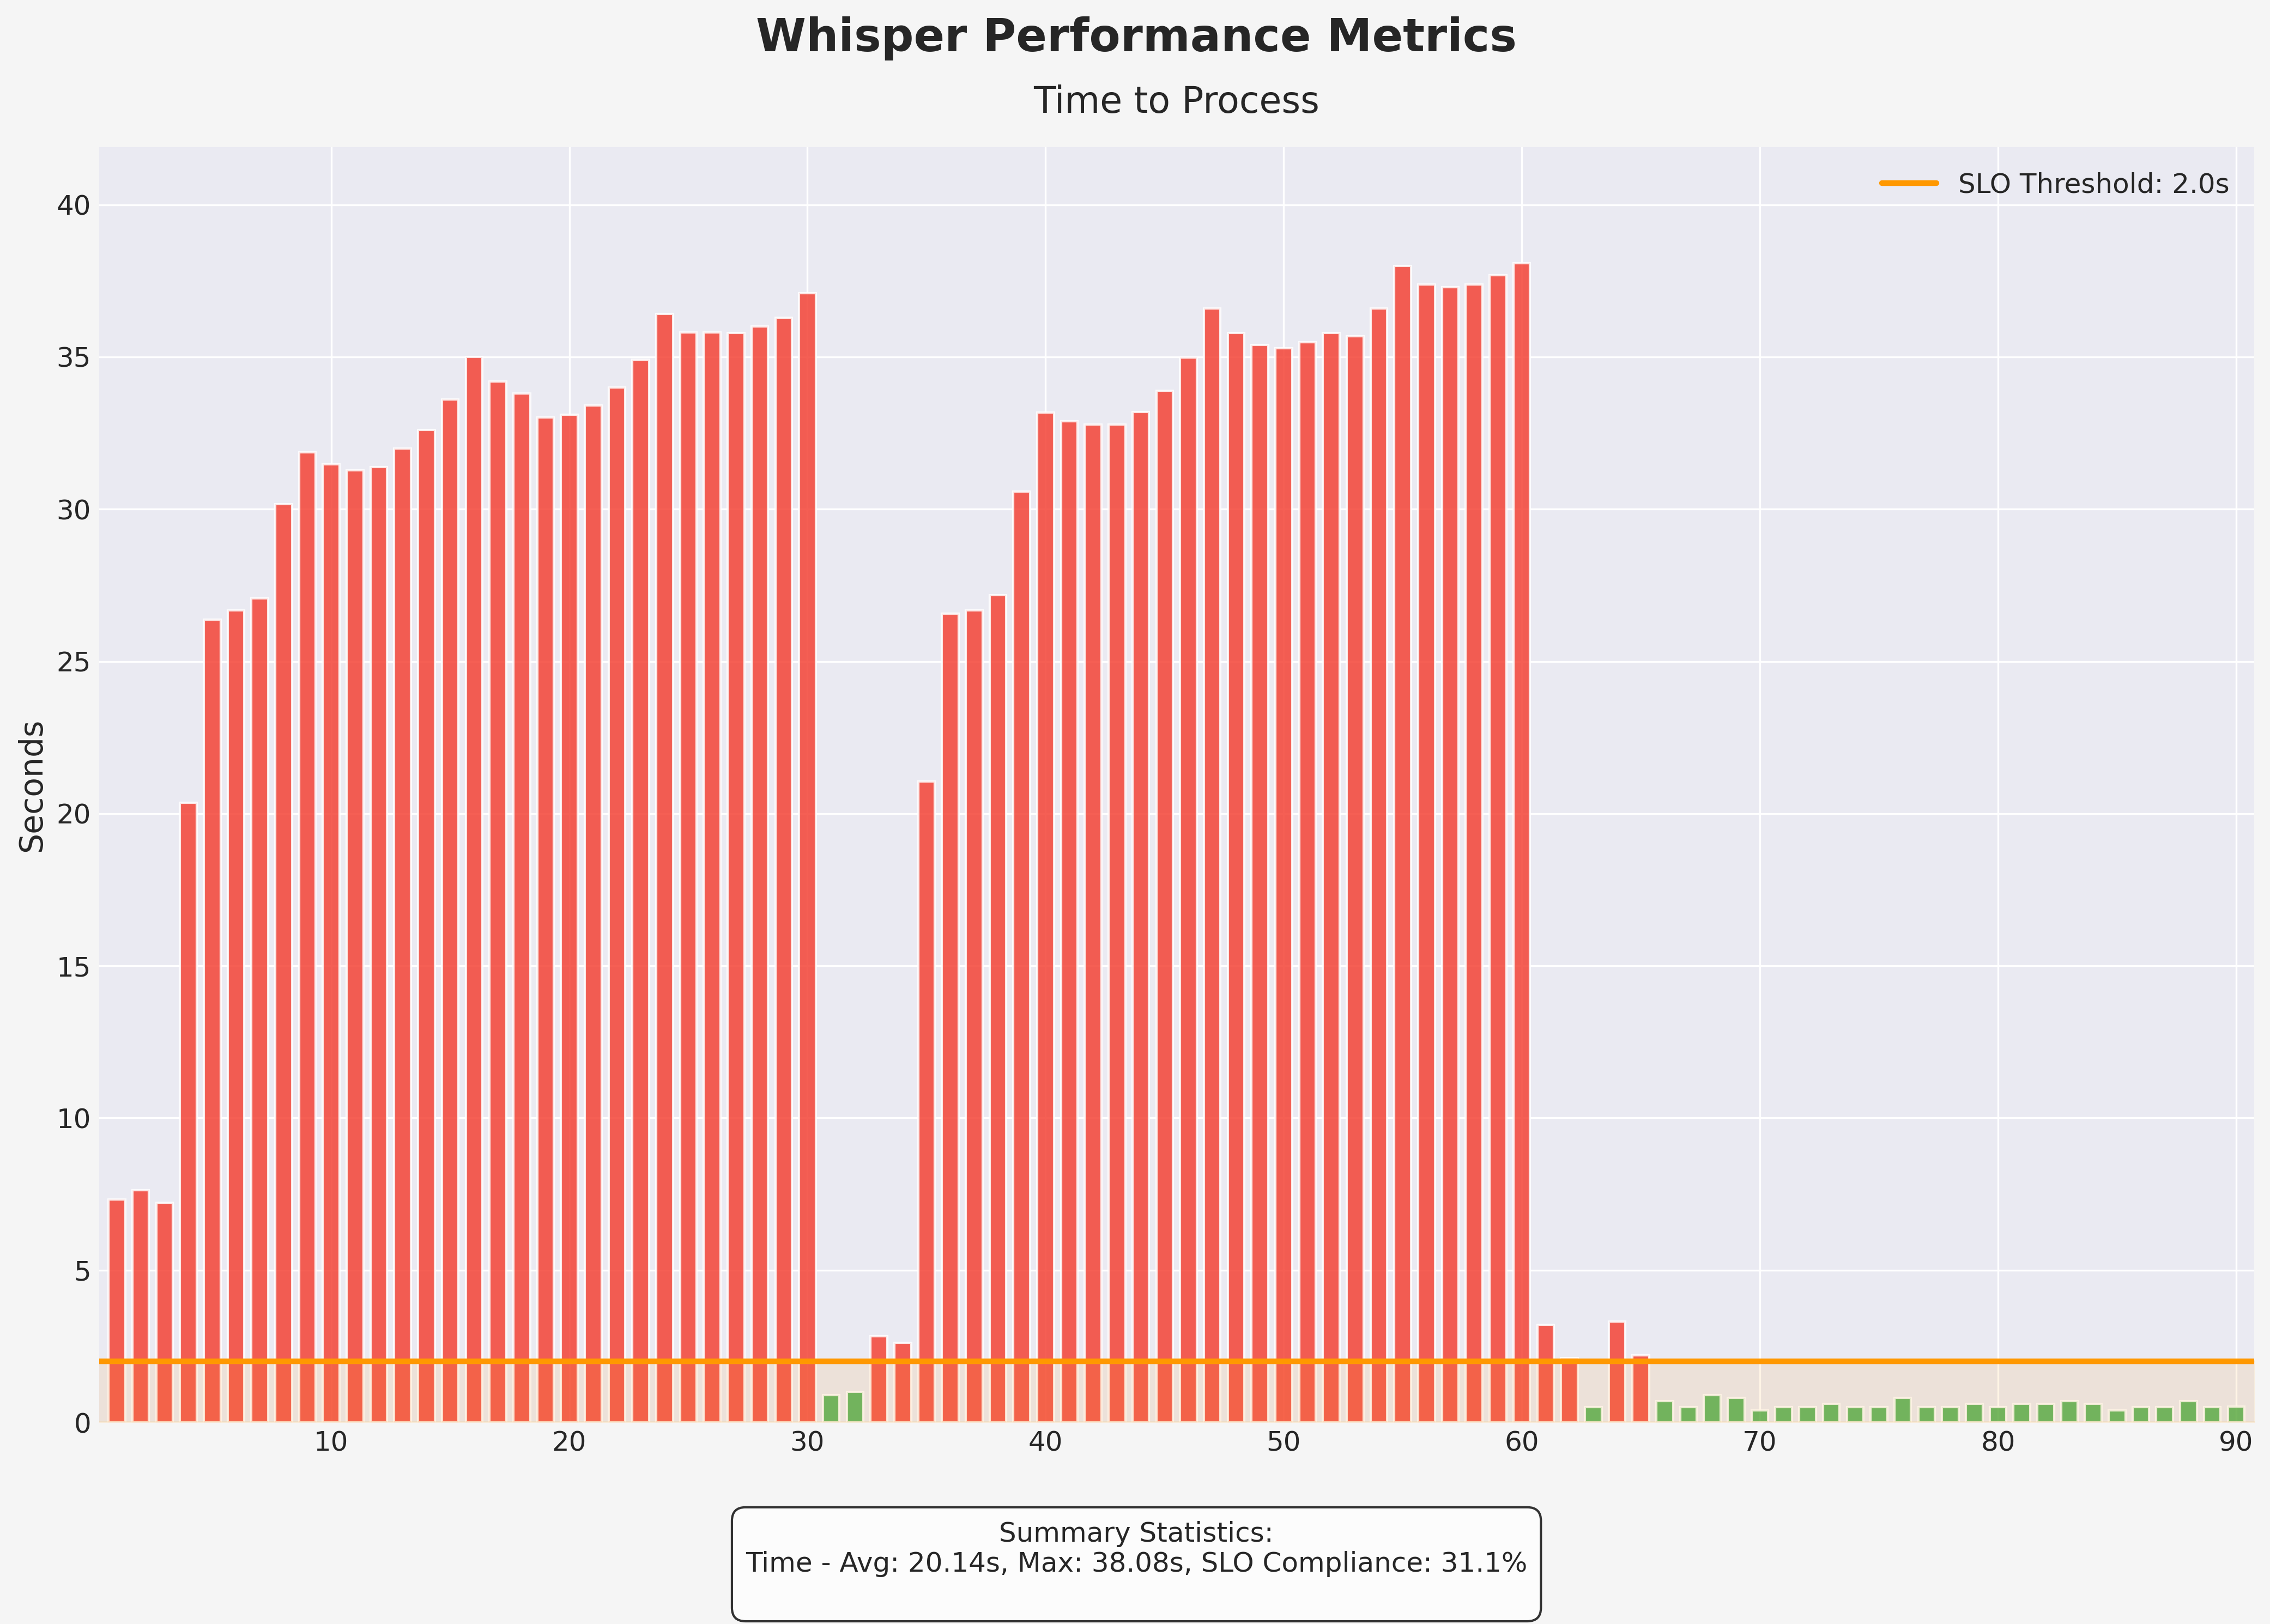 Whisper Performance Metrics
Time to Process
SLO Threshold: 2.0s
40
35
30
25
20
15
10
5
0
Seconds
10 20 30 40 50 60 70 80 90
Summary Statistics:
Time - Avg: 20.14s, Max: 38.08s, SLO Compliance: 31.1%